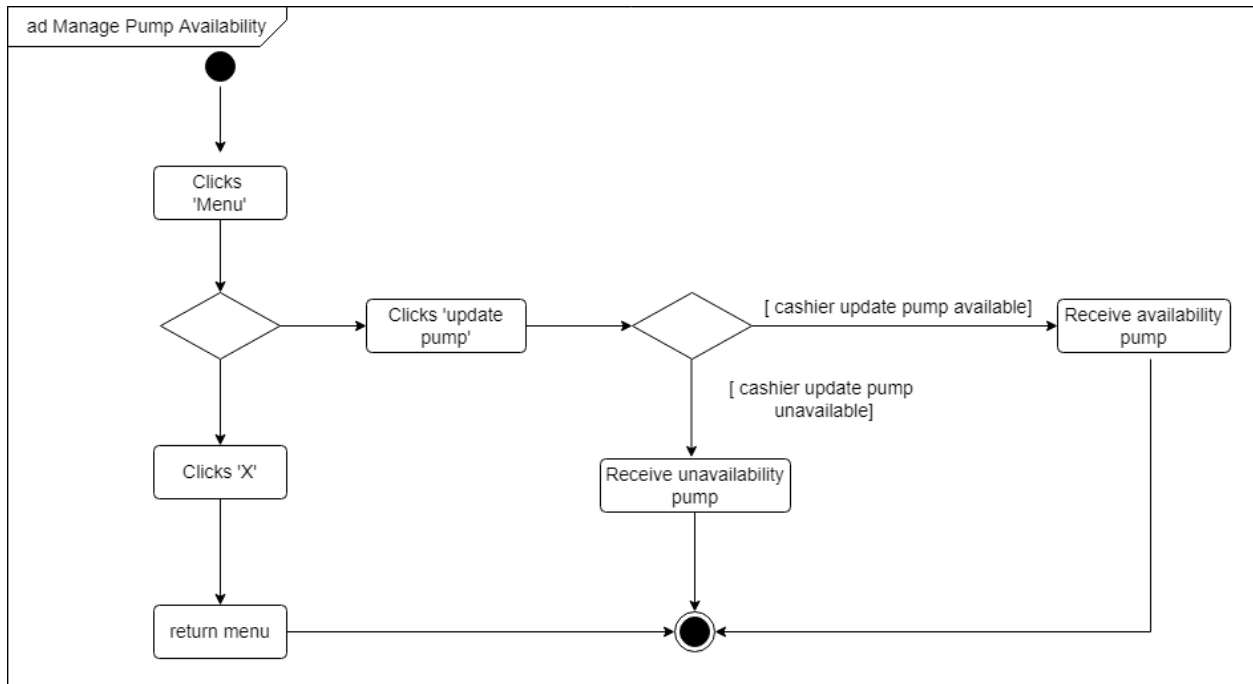 ad Manage Pump Availability
Clicks
'Menu'
Clicks 'update
pump'
[ cashier update pump available]
Receive availability
pump
[ cashier update pump
unavailable]
Clicks 'X'
Receive unavailability
pump
return menu